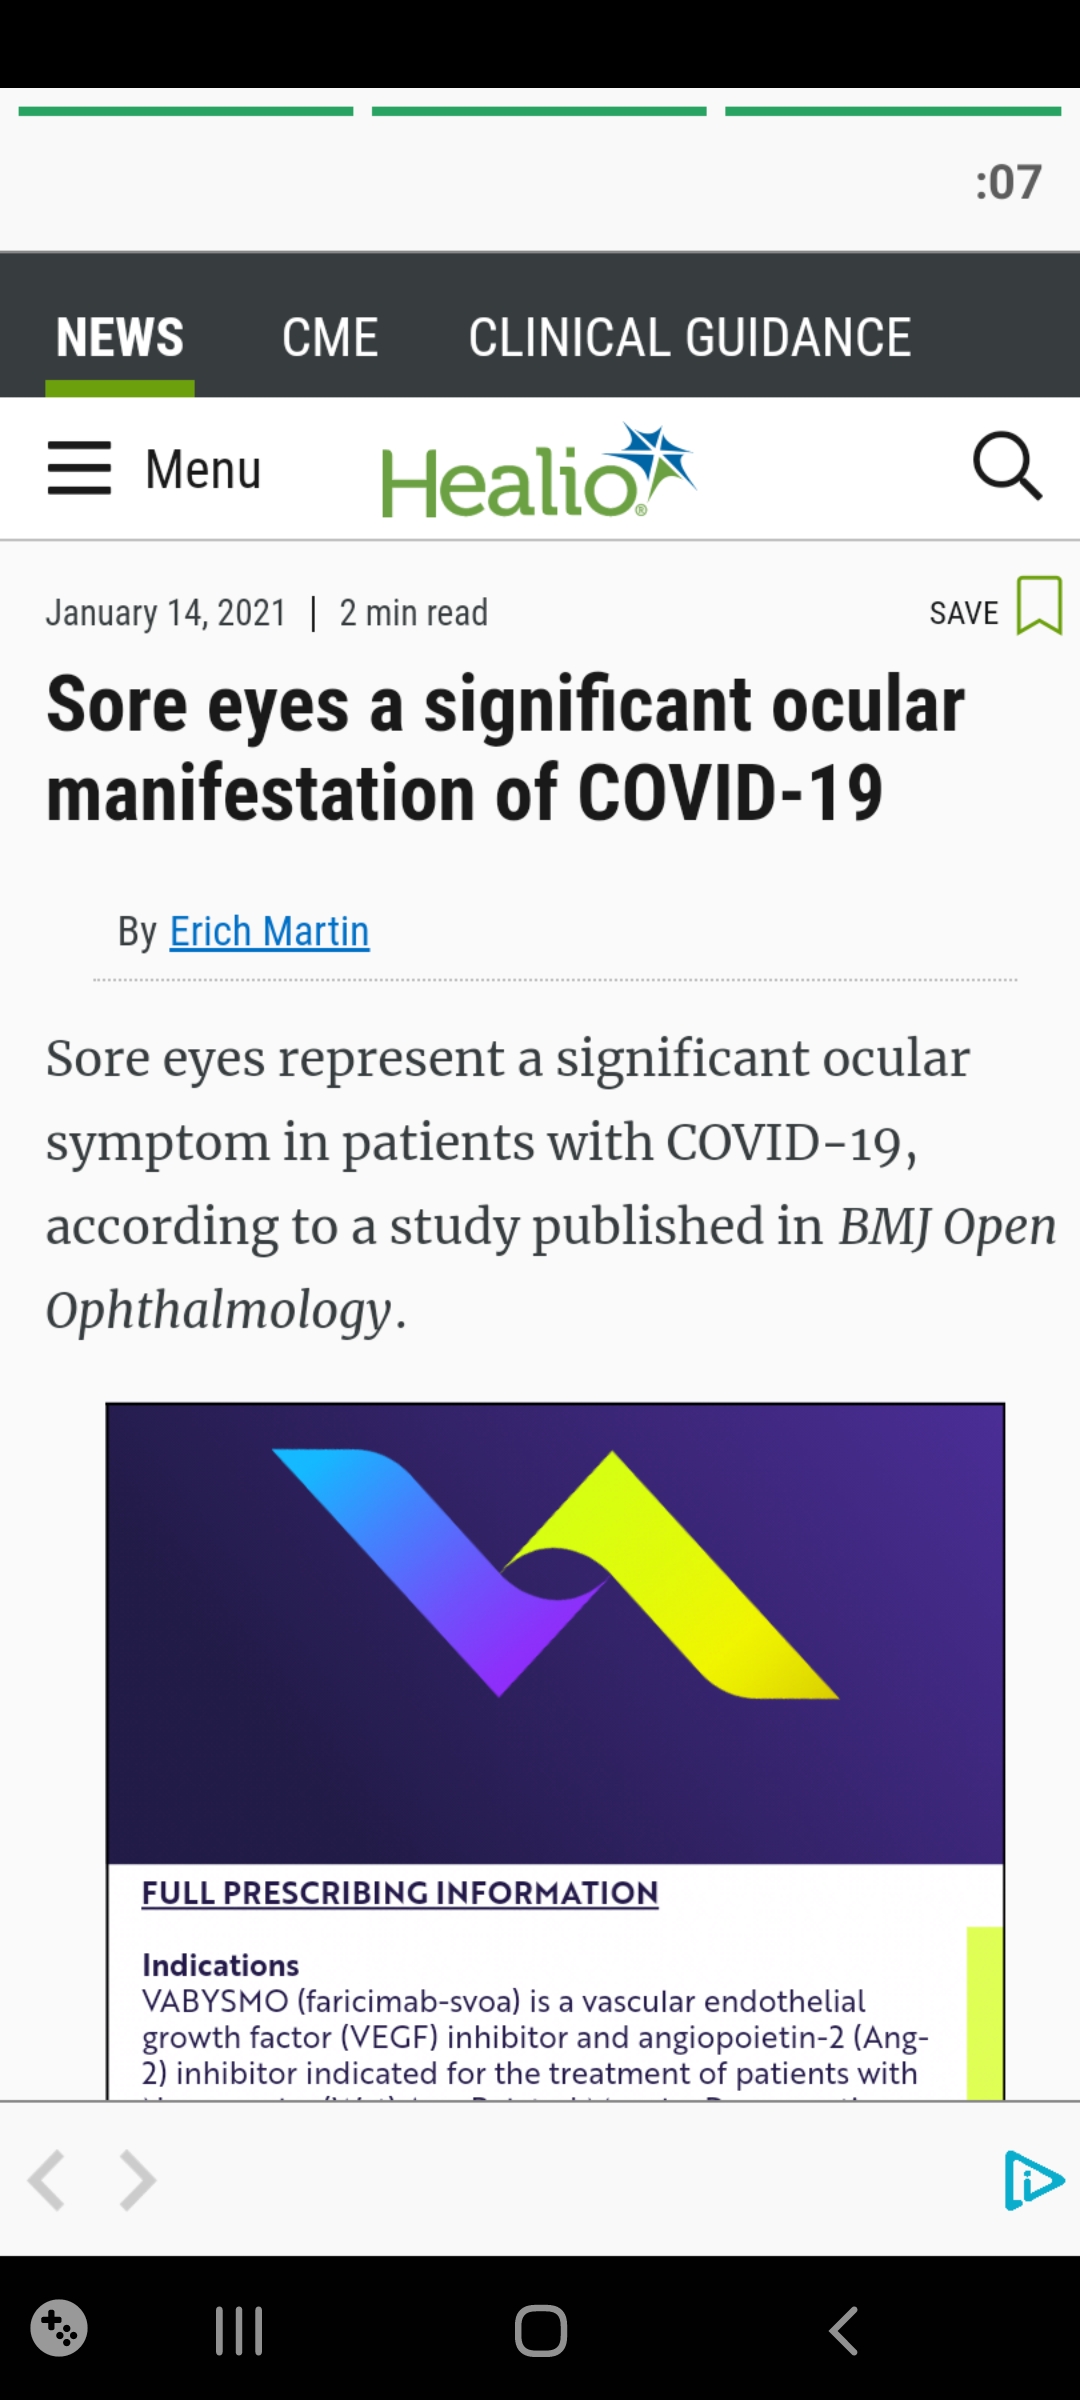 :07
NEWS CME CLINICAL GUIDANCE
Menu Healio®
January 14, 2021 | 2 min read SAVE
Sore eyes a significant ocular
manifestation of COVID-19
By Erich Martin
Sore eyes represent a significant ocular
symptom in patients with COVID-19,
according to a study published in BMJ Open
Ophthalmology.
FULL PRESCRIBING INFORMATION
Indications
VABYSMO (faricimab-svoa) is a vascular endothelial
growth factor (VEGF) inhibitor and angiopoietin-2 (Ang-
2) inhibitor indicated for the treatment of patients with